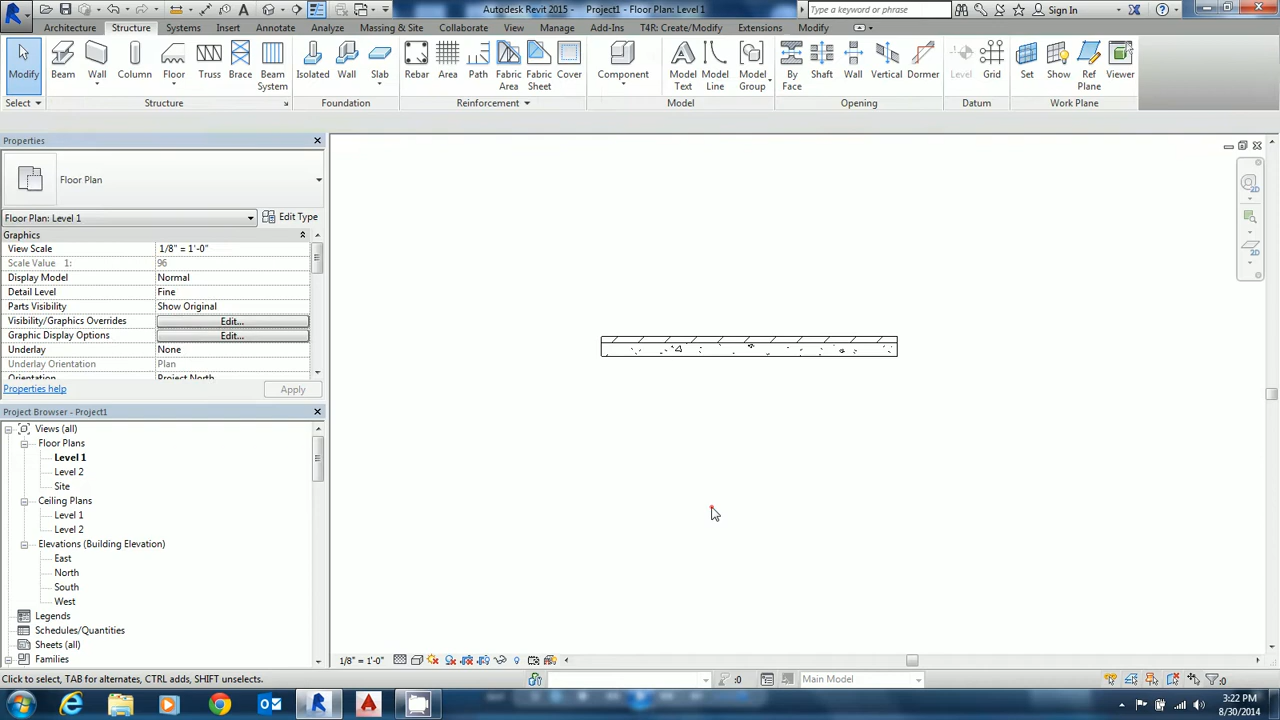 Autodesk Revit 2015 - Project1 - Floor Plan: Level 1
Type a keyword or phrase
Sign In
Architecture Structure Systems Insert Annotate Analyze Massing & Site Collaborate View Manage Add-Ins T4R: Create/Modify Extensions Modify
Modify Beam Wall Column Floor Truss Brace Beam System Isolated Wall Slab Rebar Area Path Fabric Area Fabric Sheet Cover Component Model Text Model Line Model Group By Face Shaft Wall Vertical Dormer Level Grid Set Show Ref Plane Viewer
Select Structure Foundation Reinforcement Model Opening Datum Work Plane
Properties
Floor Plan
Floor Plan: Level 1 Edit Type
Graphics
View Scale 1/8" = 1'-0"
Scale Value 1: 96
Display Model Normal
Detail Level Fine
Parts Visibility Show Original
Visibility/Graphics Overrides Edit...
Graphic Display Options Edit...
Underlay None
Underlay Orientation Plan
Orientation Project North
Properties help Apply
Project Browser - Project1
Views (all)
Floor Plans
Level 1
Level 2
Site
Ceiling Plans
Level 1
Level 2
Elevations (Building Elevation)
East
North
South
West
Legends
Schedules/Quantities
Sheets (all)
Families
2D
2D
1/8" = 1'-0"
Click to select, TAB for alternates, CTRL adds, SHIFT unselects.
:0
Main Model
:0
3:22 PM
8/30/2014